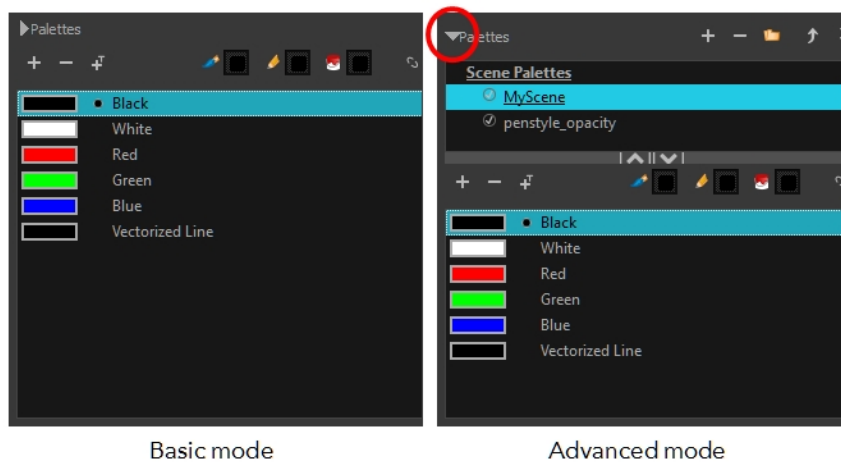 Palettes
Black
White
Red
Green
Blue
Vectorized Line
Basic mode
Palettes
Scene Palettes
MyScene
penstyle_opacity
Black
White
Red
Green
Blue
Vectorized Line
Advanced mode